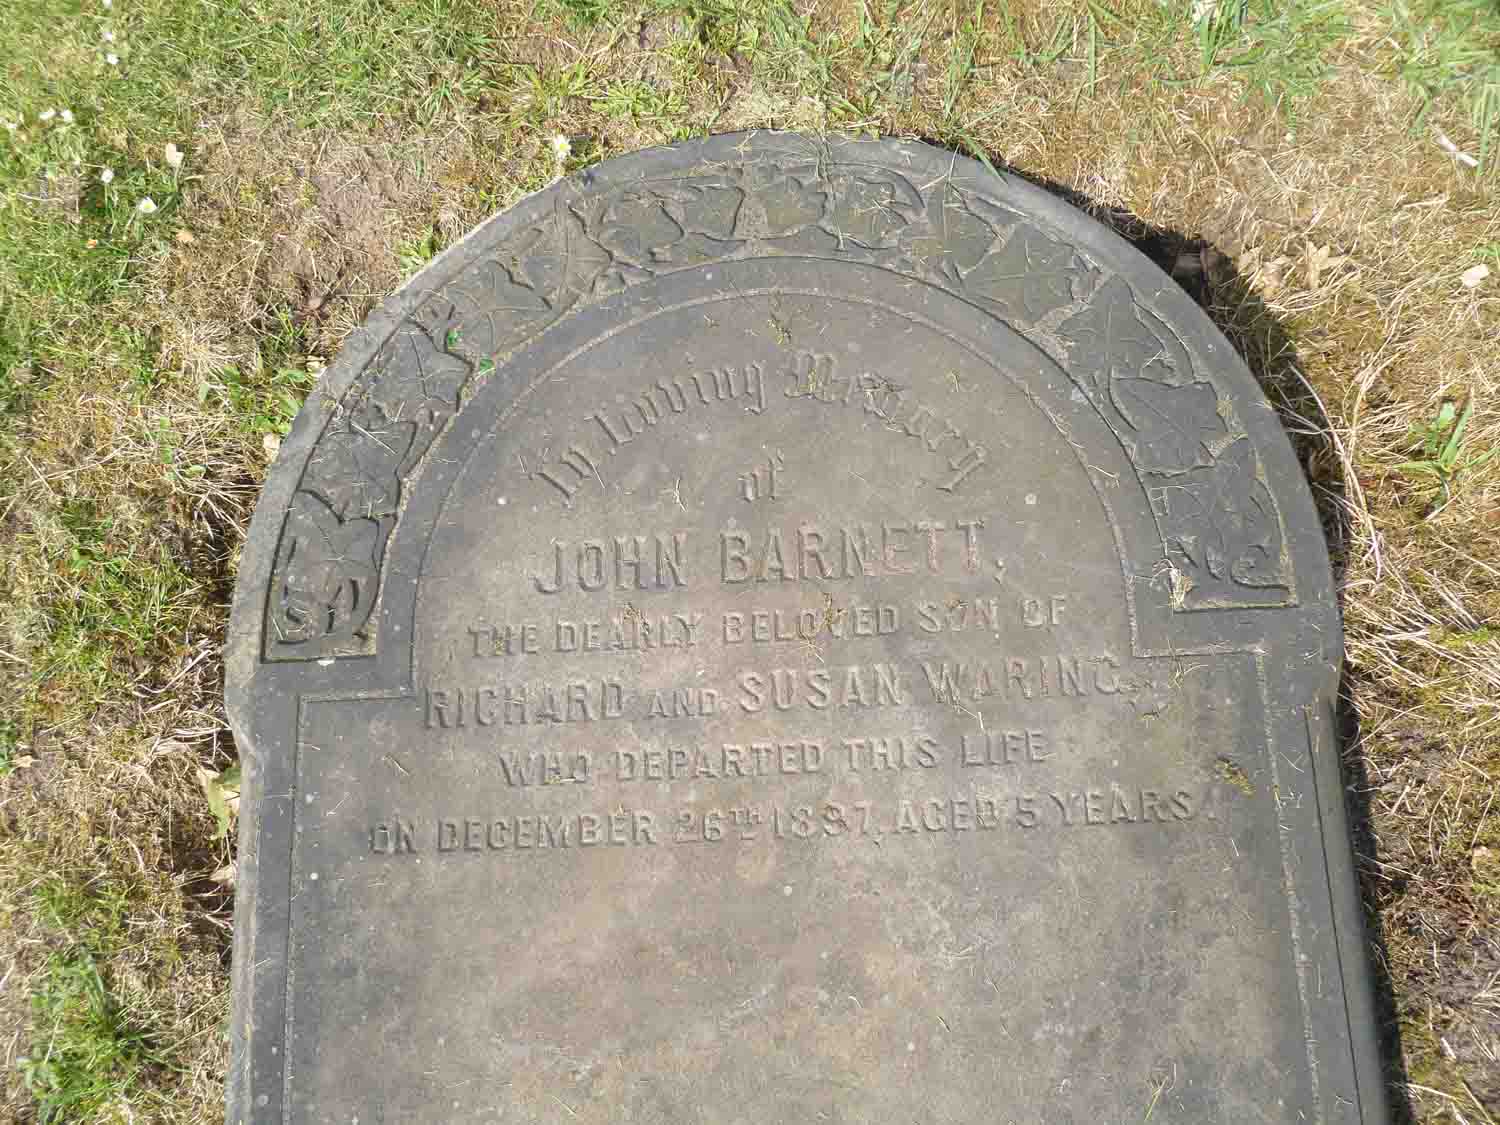 In Loving Memory
of
JOHN BARNETT,
THE DEARLY BELOVED SON OF
RICHARD AND SUSAN WARING,
WHO DEPARTED THIS LIFE
ON DECEMBER 26TH 1887, AGED 5 YEARS.